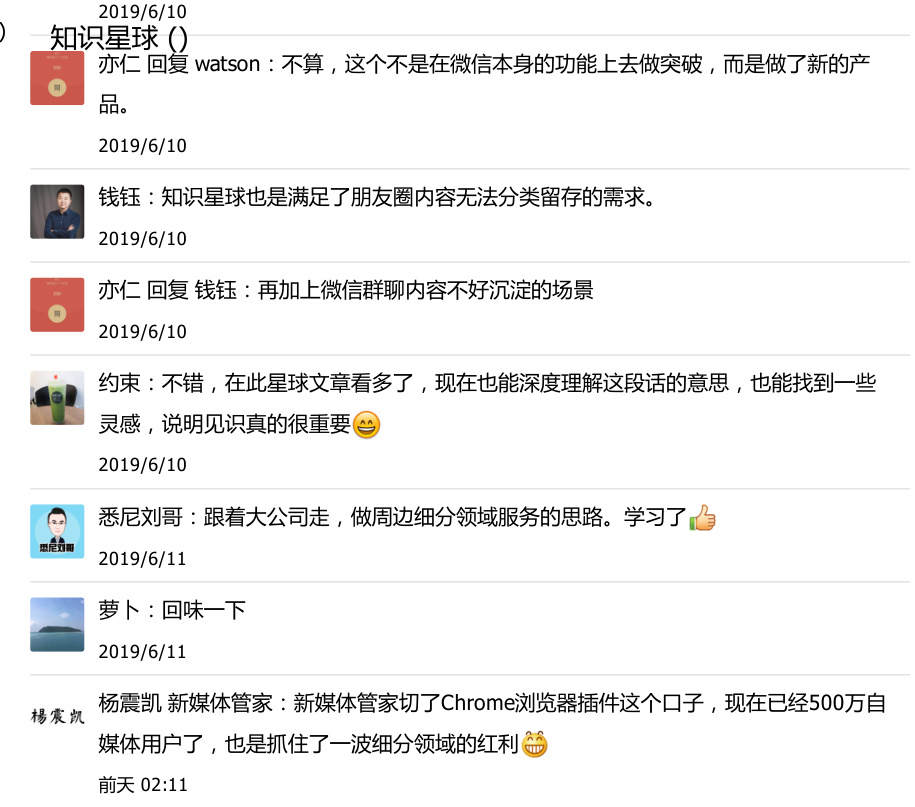 2019/6/10
)
知识星球 ()
亦仁 回复 watson：不算，这个不是在微信本身的功能上去做突破，而是做了新的产
品。
2019/6/10
钱钰：知识星球也是满足了朋友圈内容无法分类留存的需求。
2019/6/10
亦仁 回复 钱钰：再加上微信群聊内容不好沉淀的场景
2019/6/10
约束：不错，在此星球文章看多了，现在也能深度理解这段话的意思，也能找到一些
灵感，说明见识真的很重要😄
2019/6/10
悉尼刘哥
悉尼刘哥：跟着大公司走，做周边细分领域服务的思路。学习了👍
2019/6/11
萝卜：回味一下
2019/6/11
楊震凯
杨震凯 新媒体管家：新媒体管家切了Chrome浏览器插件这个口子，现在已经500万自
媒体用户了，也是抓住了一波细分领域的红利😁
前天 02:11